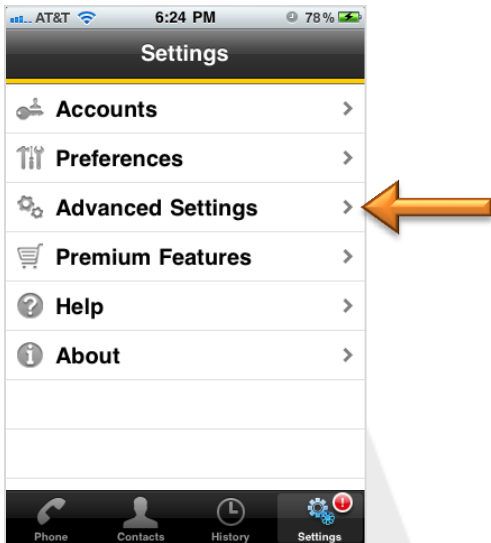 AT&T 6:24 PM 78%
Settings
Accounts
Preferences
Advanced Settings
Premium Features
Help
About
Phone Contacts History Settings